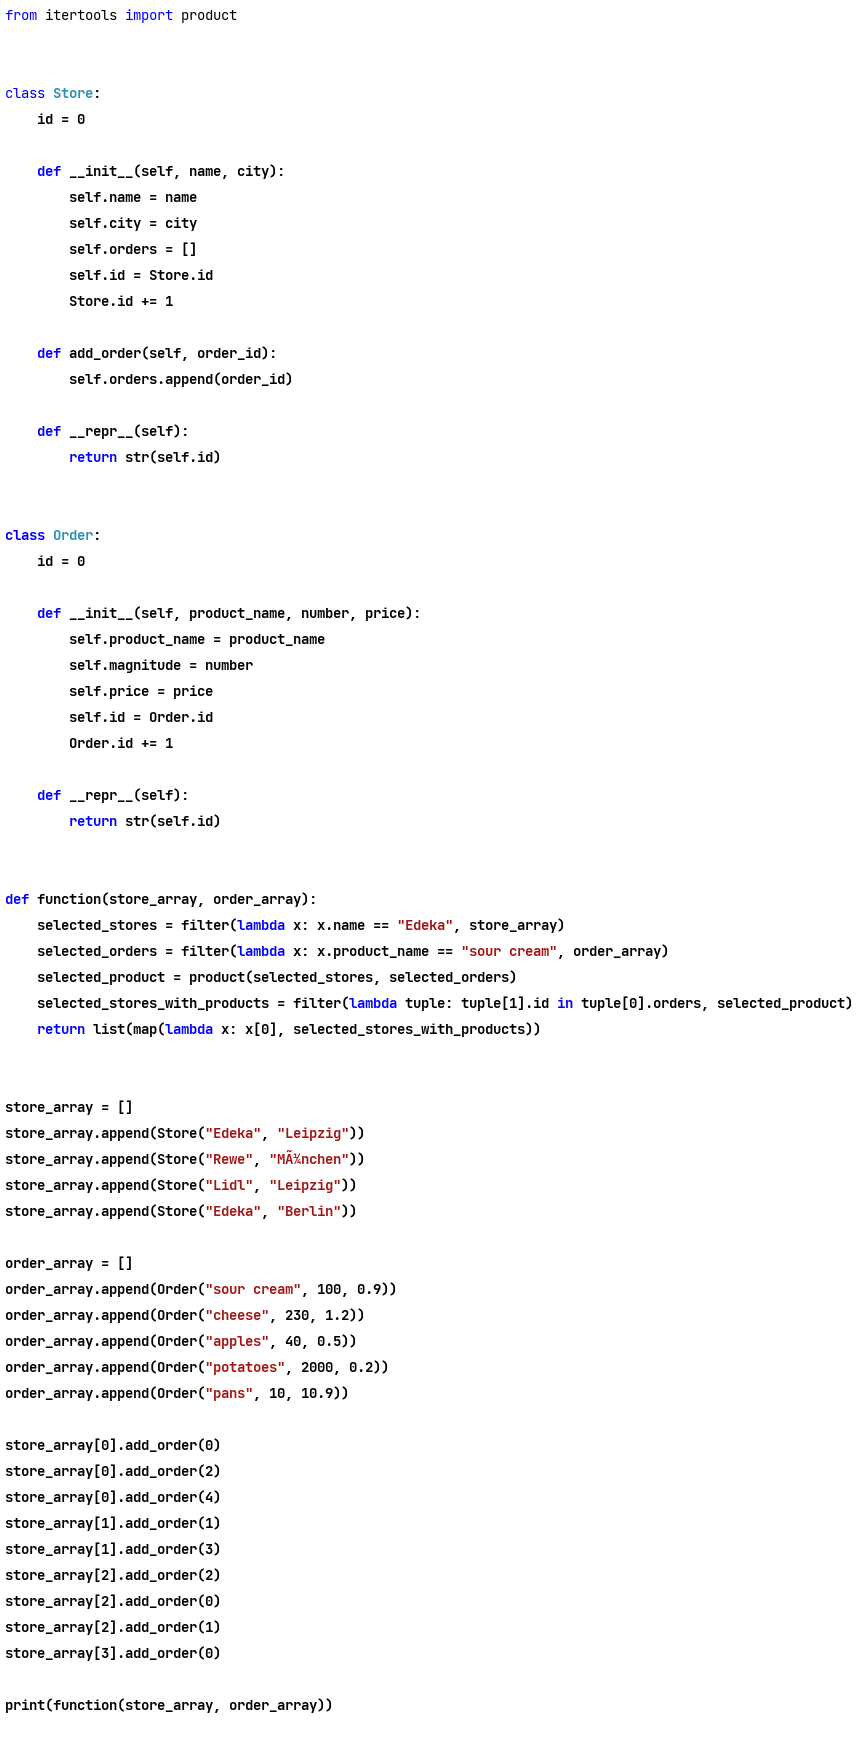 from itertools import product
class Store:
    id = 0
    def __init__(self, name, city):
        self.name = name
        self.city = city
        self.orders = []
        self.id = Store.id
        Store.id += 1
    def add_order(self, order_id):
        self.orders.append(order_id)
    def __repr__(self):
        return str(self.id)
class Order:
    id = 0
    def __init__(self, product_name, number, price):
        self.product_name = product_name
        self.magnitude = number
        self.price = price
        self.id = Order.id
        Order.id += 1
    def __repr__(self):
        return str(self.id)
def function(store_array, order_array):
    selected_stores = filter(lambda x: x.name == "Edeka", store_array)
    selected_orders = filter(lambda x: x.product_name == "sour cream", order_array)
    selected_product = product(selected_stores, selected_orders)
    selected_stores_with_products = filter(lambda tuple: tuple[1].id in tuple[0].orders, selected_product)
    return list(map(lambda x: x[0], selected_stores_with_products))
store_array = []
store_array.append(Store("Edeka", "Leipzig"))
store_array.append(Store("Rewe", "MÃ¼nchen"))
store_array.append(Store("Lidl", "Leipzig"))
store_array.append(Store("Edeka", "Berlin"))
order_array = []
order_array.append(Order("sour cream", 100, 0.9))
order_array.append(Order("cheese", 230, 1.2))
order_array.append(Order("apples", 40, 0.5))
order_array.append(Order("potatoes", 2000, 0.2))
order_array.append(Order("pans", 10, 10.9))
store_array[0].add_order(0)
store_array[0].add_order(2)
store_array[0].add_order(4)
store_array[1].add_order(1)
store_array[1].add_order(3)
store_array[2].add_order(2)
store_array[2].add_order(0)
store_array[2].add_order(1)
store_array[3].add_order(0)
print(function(store_array, order_array))